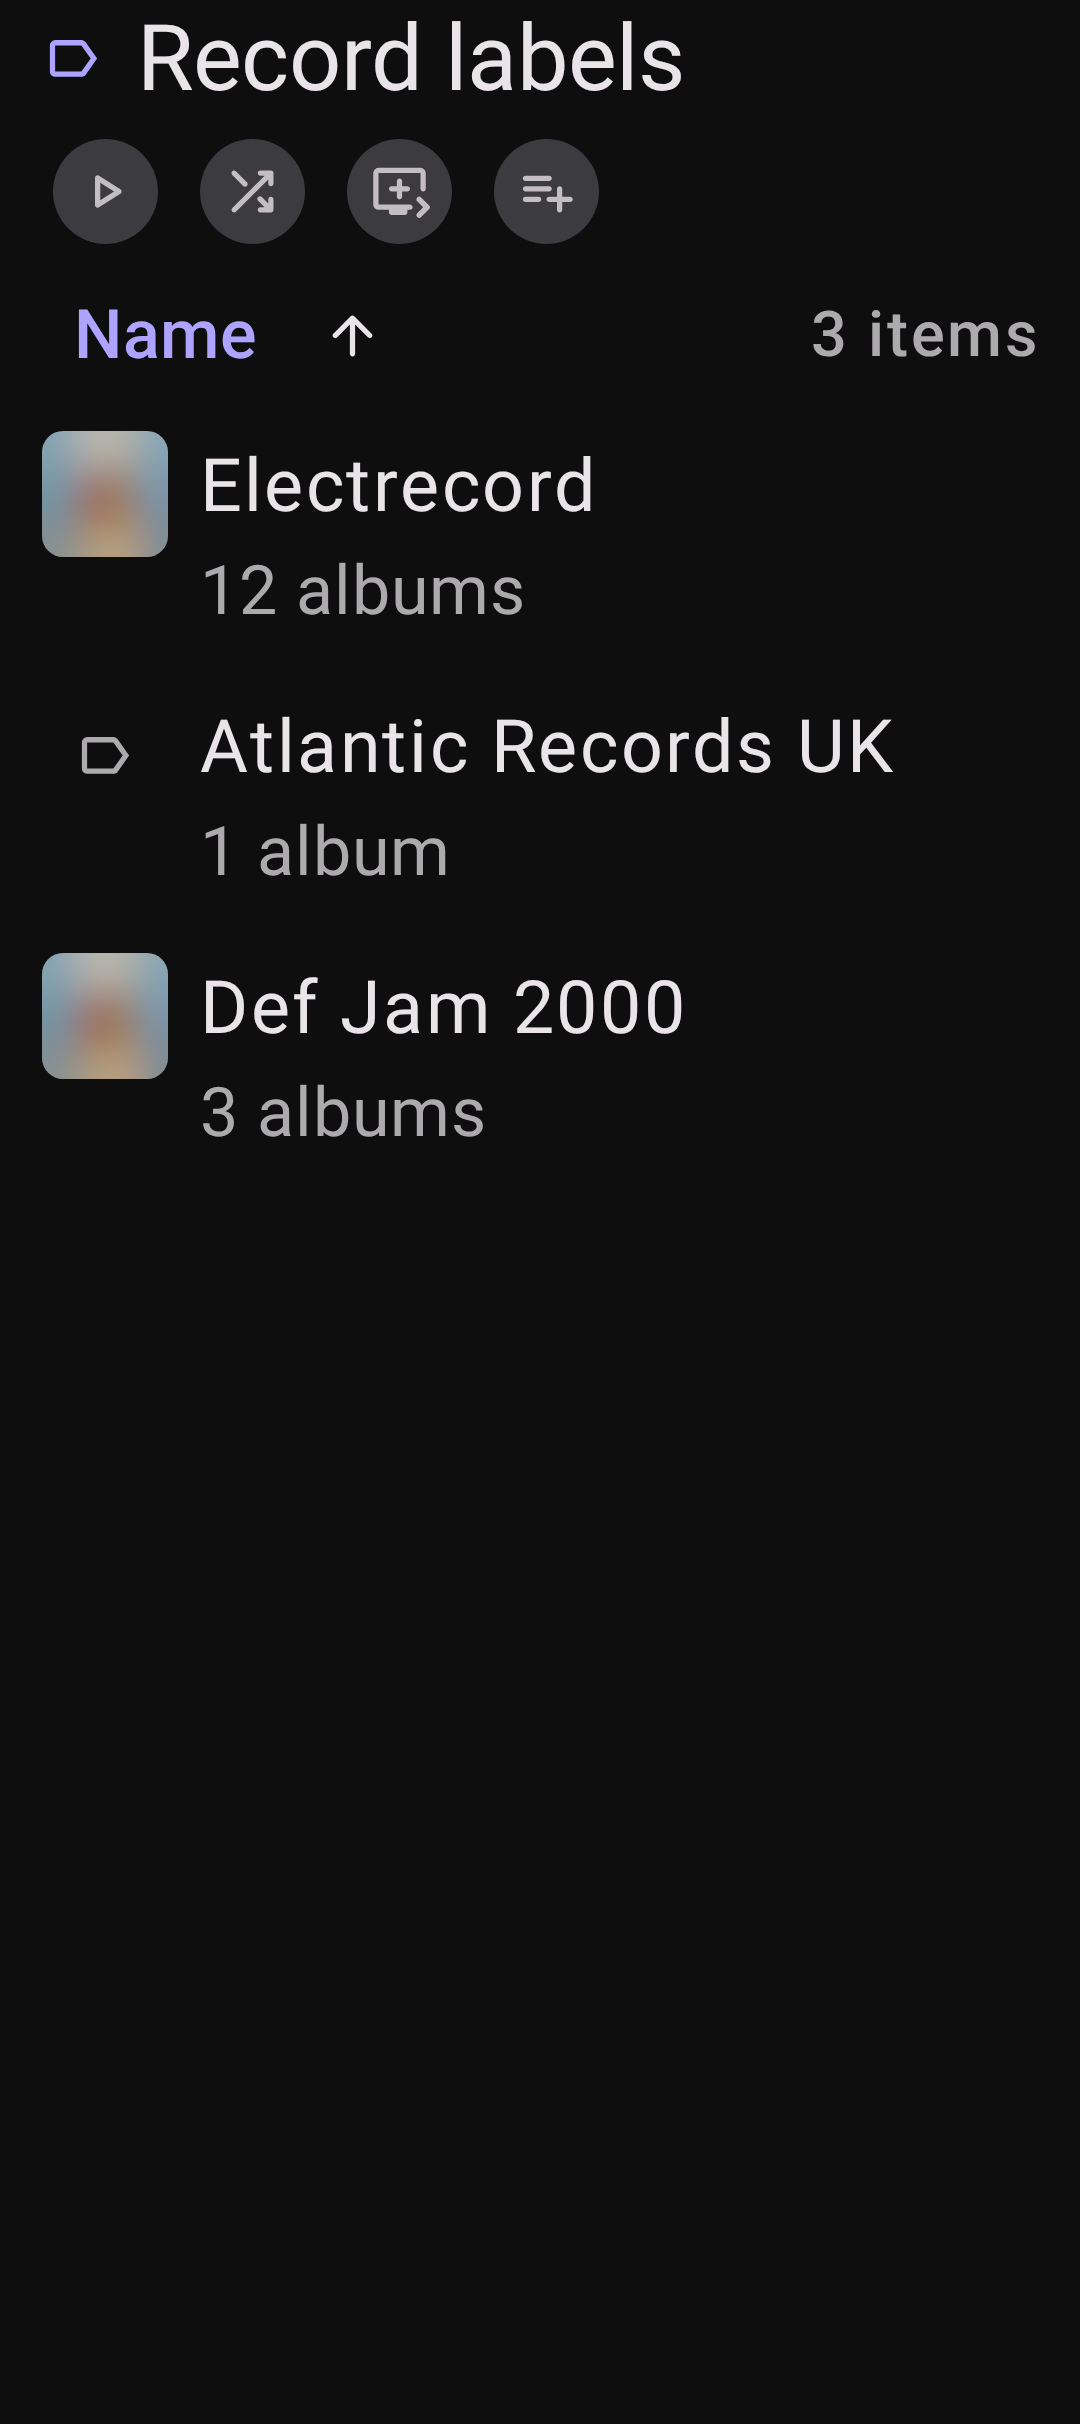 Record labels
Name
3 items
Electrecord
12 albums
Atlantic Records UK
1 album
Def Jam 2000
3 albums